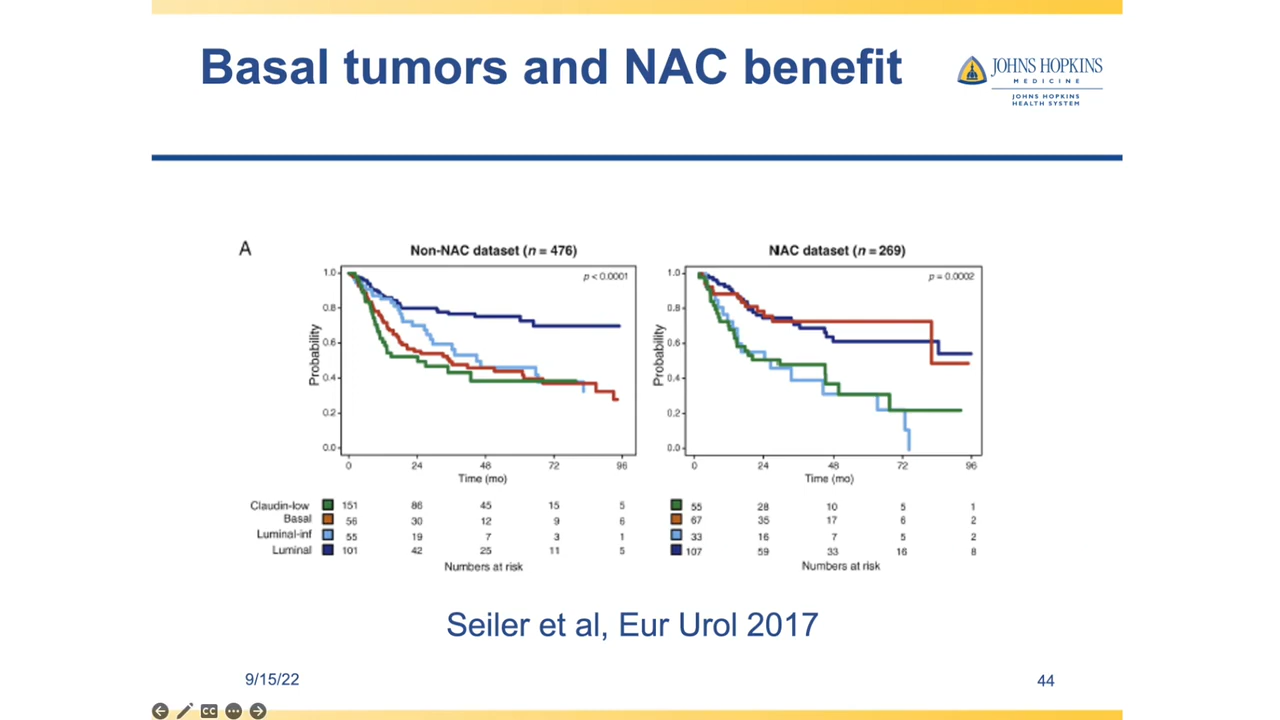 Basal tumors and NAC benefit
JOHNS HOPKINS
MEDICINE
JOHNS HOPKINS
HEALTH SYSTEM
A
Non-NAC dataset (n = 476)
p < 0.0001
Probability
1.0
0.8
0.6
0.4
0.2
0.0
0 24 48 72 96
Time (mo)
NAC dataset (n = 269)
p = 0.0002
Probability
1.0
0.8
0.6
0.4
0.2
0.0
0 24 48 72 96
Time (mo)
Claudin-low 151 86 45 15 5
Basal 56 30 12 9 6
Luminal-inf 55 19 7 3 1
Luminal 101 42 25 11 5
Numbers at risk
55 28 10 5 1
67 35 17 6 2
33 16 7 5 2
107 59 33 16 8
Numbers at risk
Seiler et al, Eur Urol 2017
9/15/22
44
CC